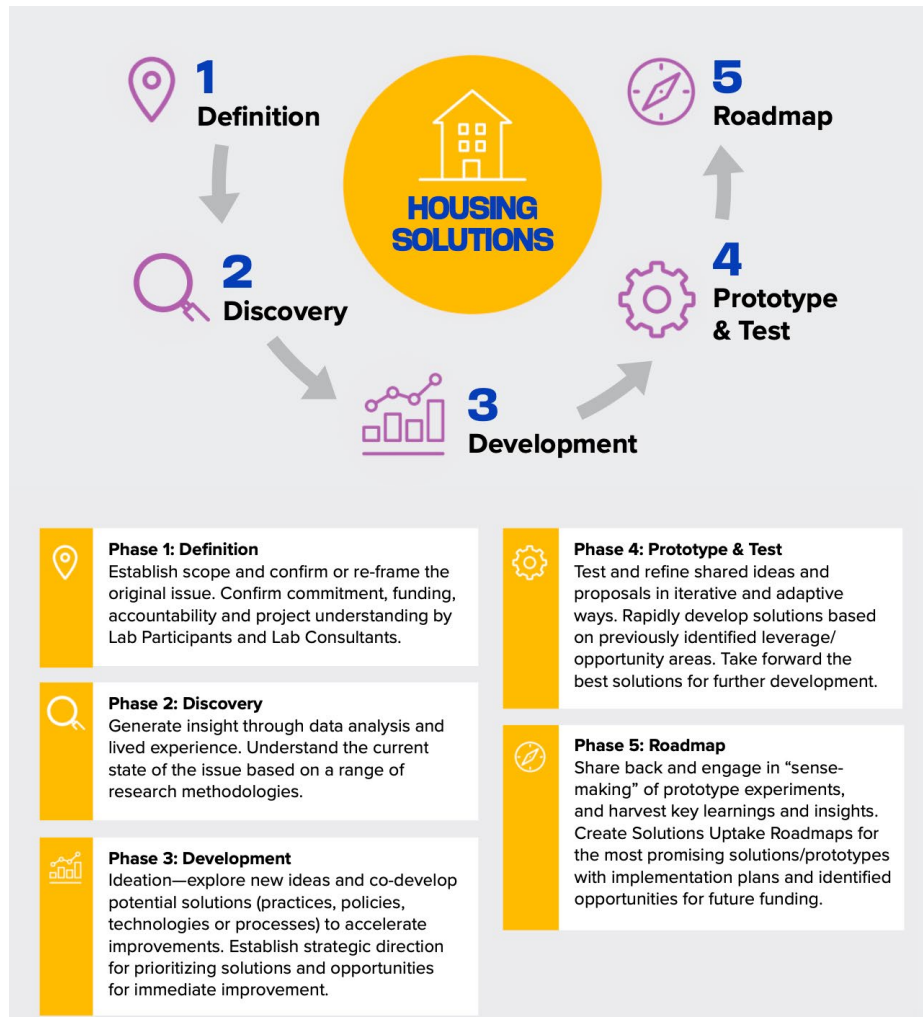 1
Definition
2
Discovery
3
Development
4
Prototype
& Test
5
Roadmap
HOUSING
SOLUTIONS
Phase 1: Definition
Establish scope and confirm or re-frame the
original issue. Confirm commitment, funding,
accountability and project understanding by
Lab Participants and Lab Consultants.
Phase 2: Discovery
Generate insight through data analysis and
lived experience. Understand the current
state of the issue based on a range of
research methodologies.
Phase 3: Development
Ideation—explore new ideas and co-develop
potential solutions (practices, policies,
technologies or processes) to accelerate
improvements. Establish strategic direction
for prioritizing solutions and opportunities
for immediate improvement.
Phase 4: Prototype & Test
Test and refine shared ideas and
proposals in iterative and adaptive
ways. Rapidly develop solutions based
on previously identified leverage/
opportunity areas. Take forward the
best solutions for further development.
Phase 5: Roadmap
Share back and engage in “sense-
making” of prototype experiments,
and harvest key learnings and insights.
Create Solutions Uptake Roadmaps for
the most promising solutions/prototypes
with implementation plans and identified
opportunities for future funding.